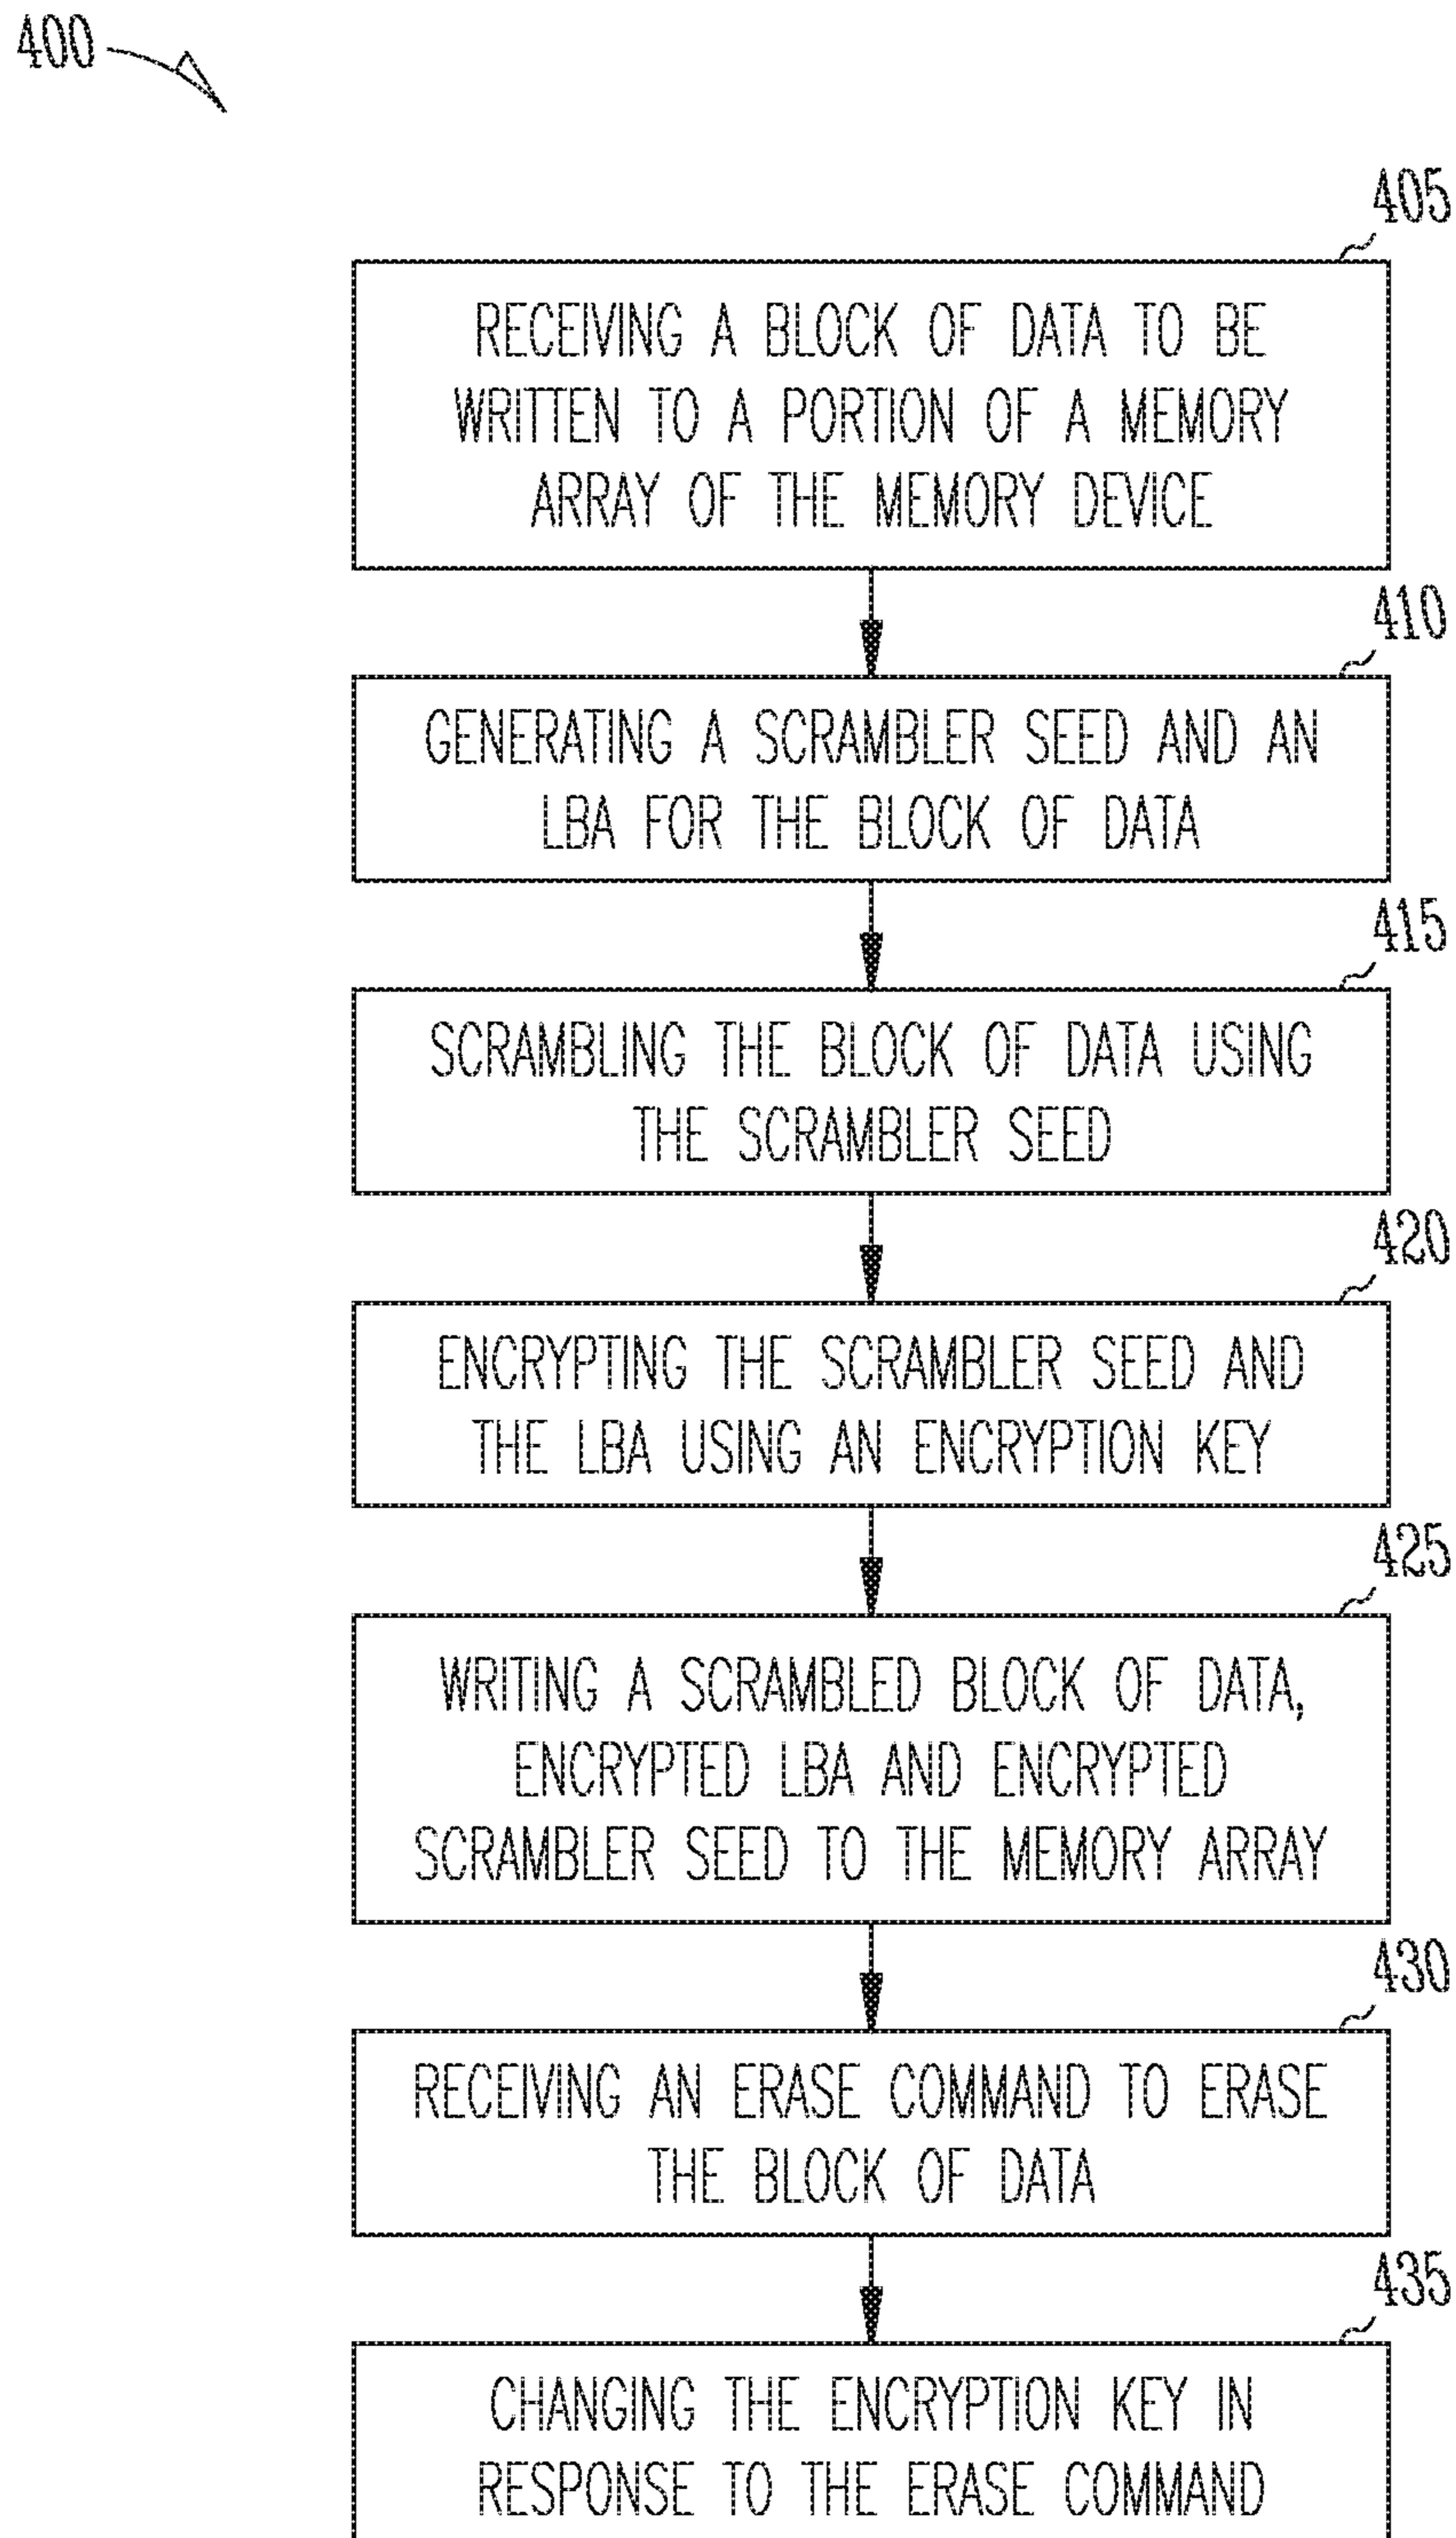 400
405
RECEIVING A BLOCK OF DATA TO BE
WRITTEN TO A PORTION OF A MEMORY
ARRAY OF THE MEMORY DEVICE
410
GENERATING A SCRAMBLER SEED AND AN
LBA FOR THE BLOCK OF DATA
415
SCRAMBLING THE BLOCK OF DATA USING
THE SCRAMBLER SEED
420
ENCRYPTING THE SCRAMBLER SEED AND
THE LBA USING AN ENCRYPTION KEY
425
WRITING A SCRAMBLED BLOCK OF DATA,
ENCRYPTED LBA AND ENCRYPTED
SCRAMBLER SEED TO THE MEMORY ARRAY
430
RECEIVING AN ERASE COMMAND TO ERASE
THE BLOCK OF DATA
435
CHANGING THE ENCRYPTION KEY IN
RESPONSE TO THE ERASE COMMAND